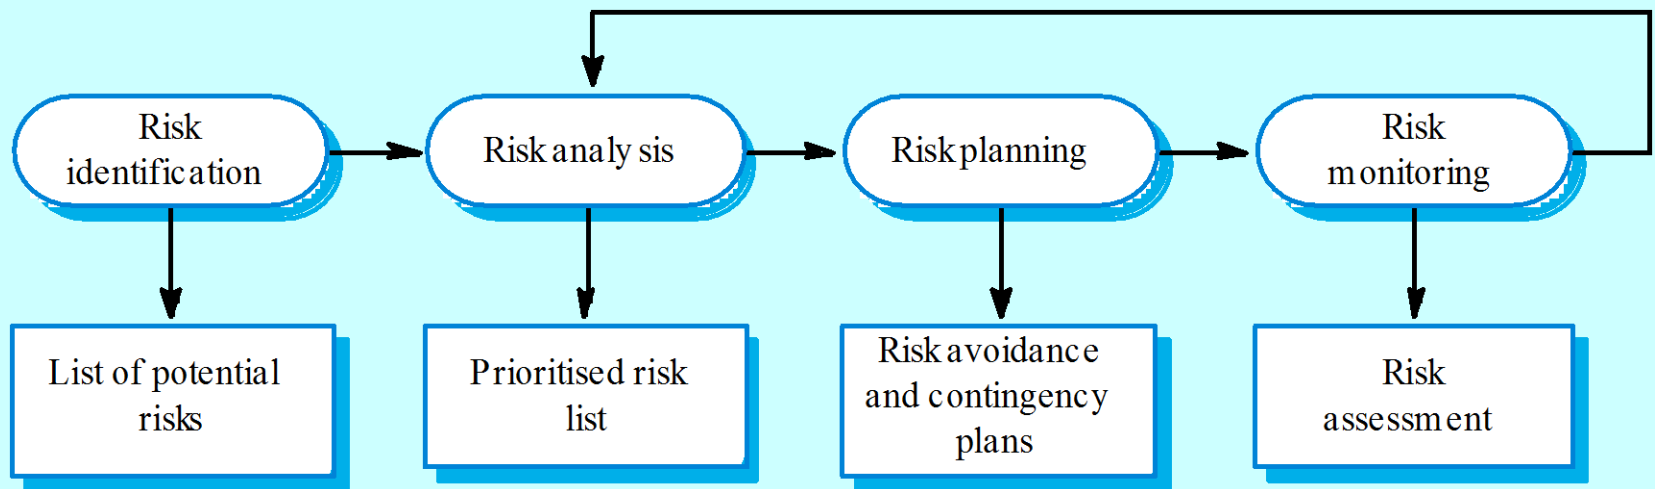 Risk
identification
Risk analysis
Risk planning
Risk
monitoring
List of potential
risks
Prioritised risk
list
Risk avoidance
and contingency
plans
Risk
assessment